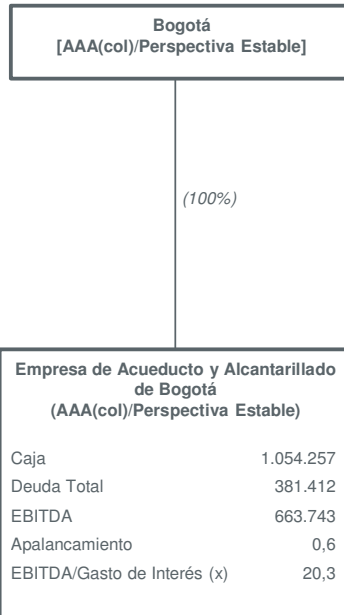 Bogotá
[AAA(col)/Perspectiva Estable]
(100%)
Empresa de Acueducto y Alcantarillado
de Bogotá
(AAA(col)/Perspectiva Estable)
Caja 1.054.257
Deuda Total 381.412
EBITDA 663.743
Apalancamiento 0,6
EBITDA/Gasto de Interés (x) 20,3